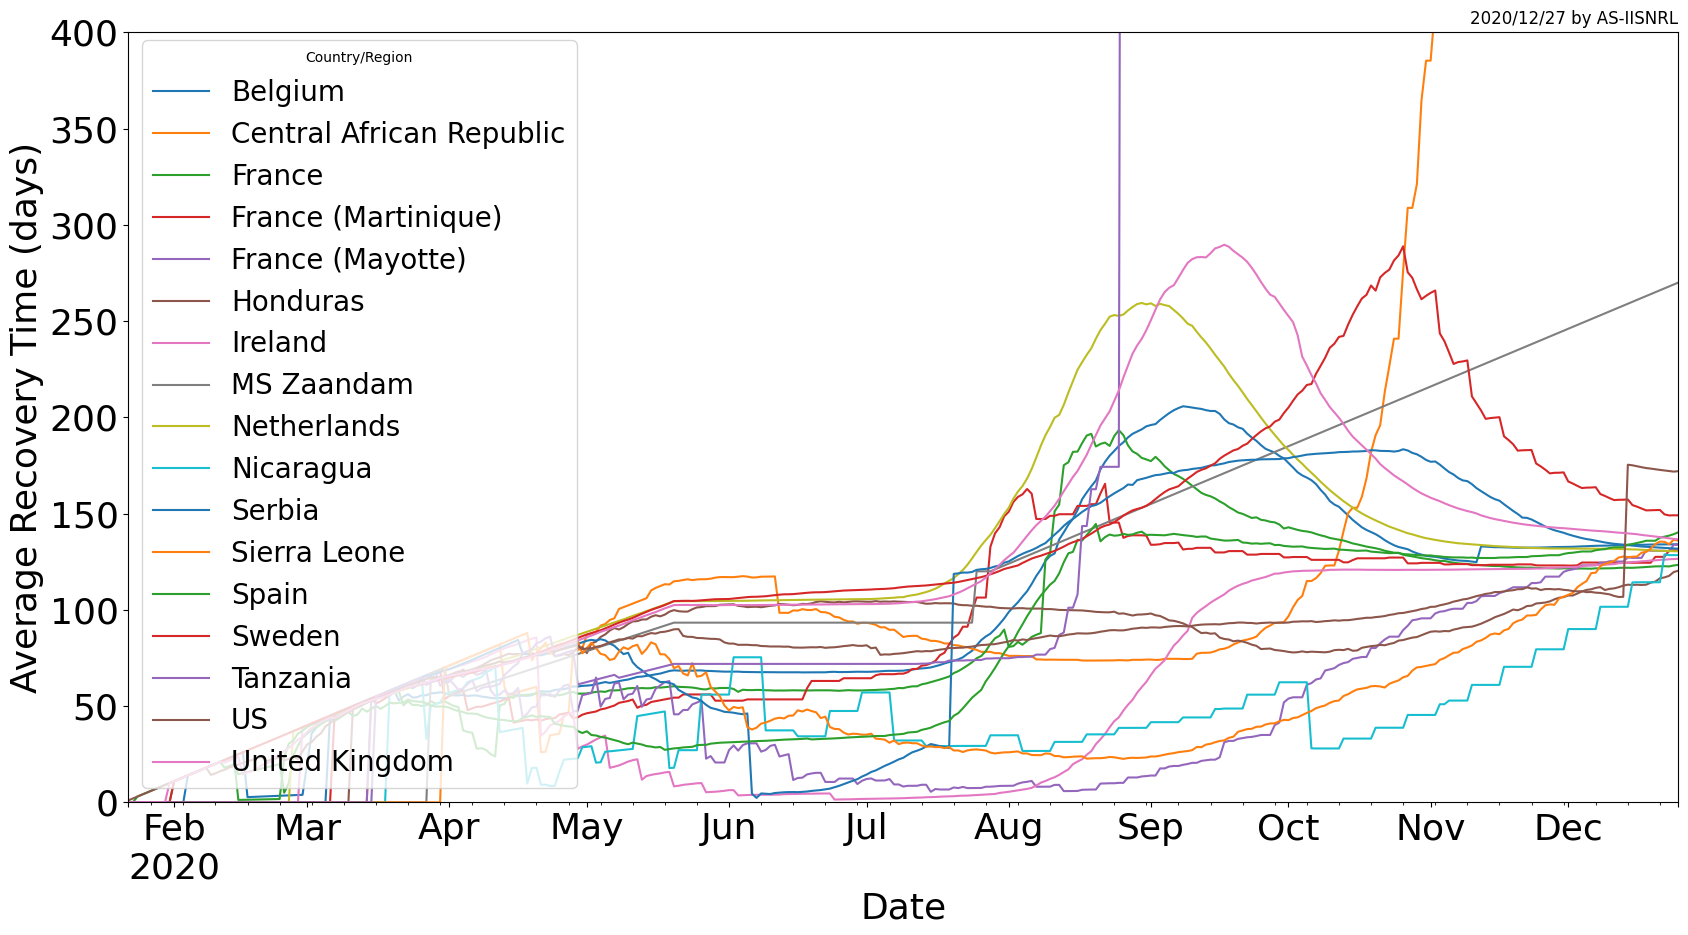 2020/12/27 by AS-IISNRL
400
350
300
250
200
150
100
50
0
Average Recovery Time (days)
Country/Region
Belgium
Central African Republic
France
France (Martinique)
France (Mayotte)
Honduras
Ireland
MS Zaandam
Netherlands
Nicaragua
Serbia
Sierra Leone
Spain
Sweden
Tanzania
US
United Kingdom
Feb Mar Apr May Jun Jul Aug Sep Oct Nov Dec
2020
Date